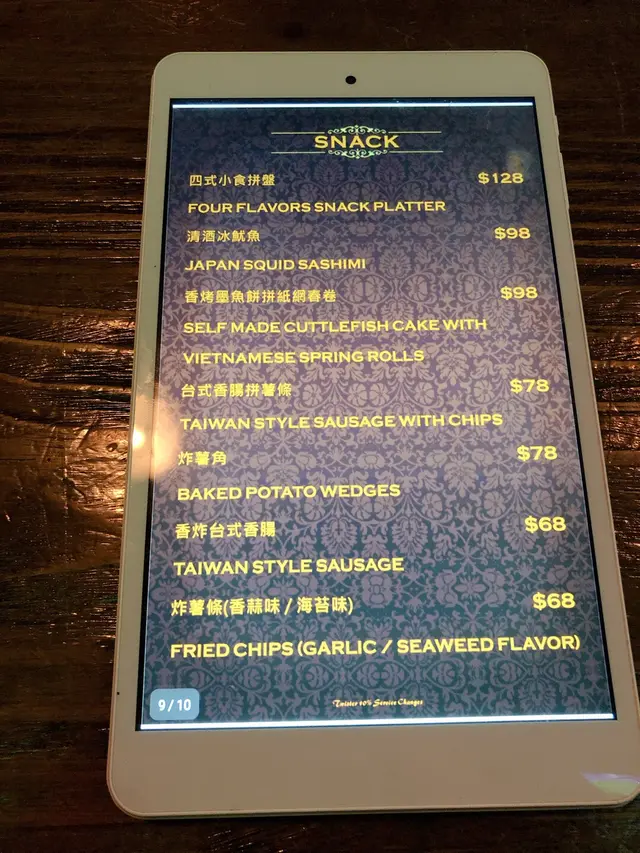 SNACK
四式小食拼盤 $128
FOUR FLAVORS SNACK PLATTER
清酒冰魷魚 $98
JAPAN SQUID SASHIMI
香烤墨魚餅拼紙網春卷 $98
SELF MADE CUTTLEFISH CAKE WITH
VIETNAMESE SPRING ROLLS
台式香腸拼薯條 $78
TAIWAN STYLE SAUSAGE WITH CHIPS
炸薯角 $78
BAKED POTATO WEDGES
香炸台式香腸 $68
TAIWAN STYLE SAUSAGE
炸薯條(香蒜味 / 海苔味) $68
FRIED CHIPS (GARLIC / SEAWEED FLAVOR)
9/10
Twister 10% Service Changes